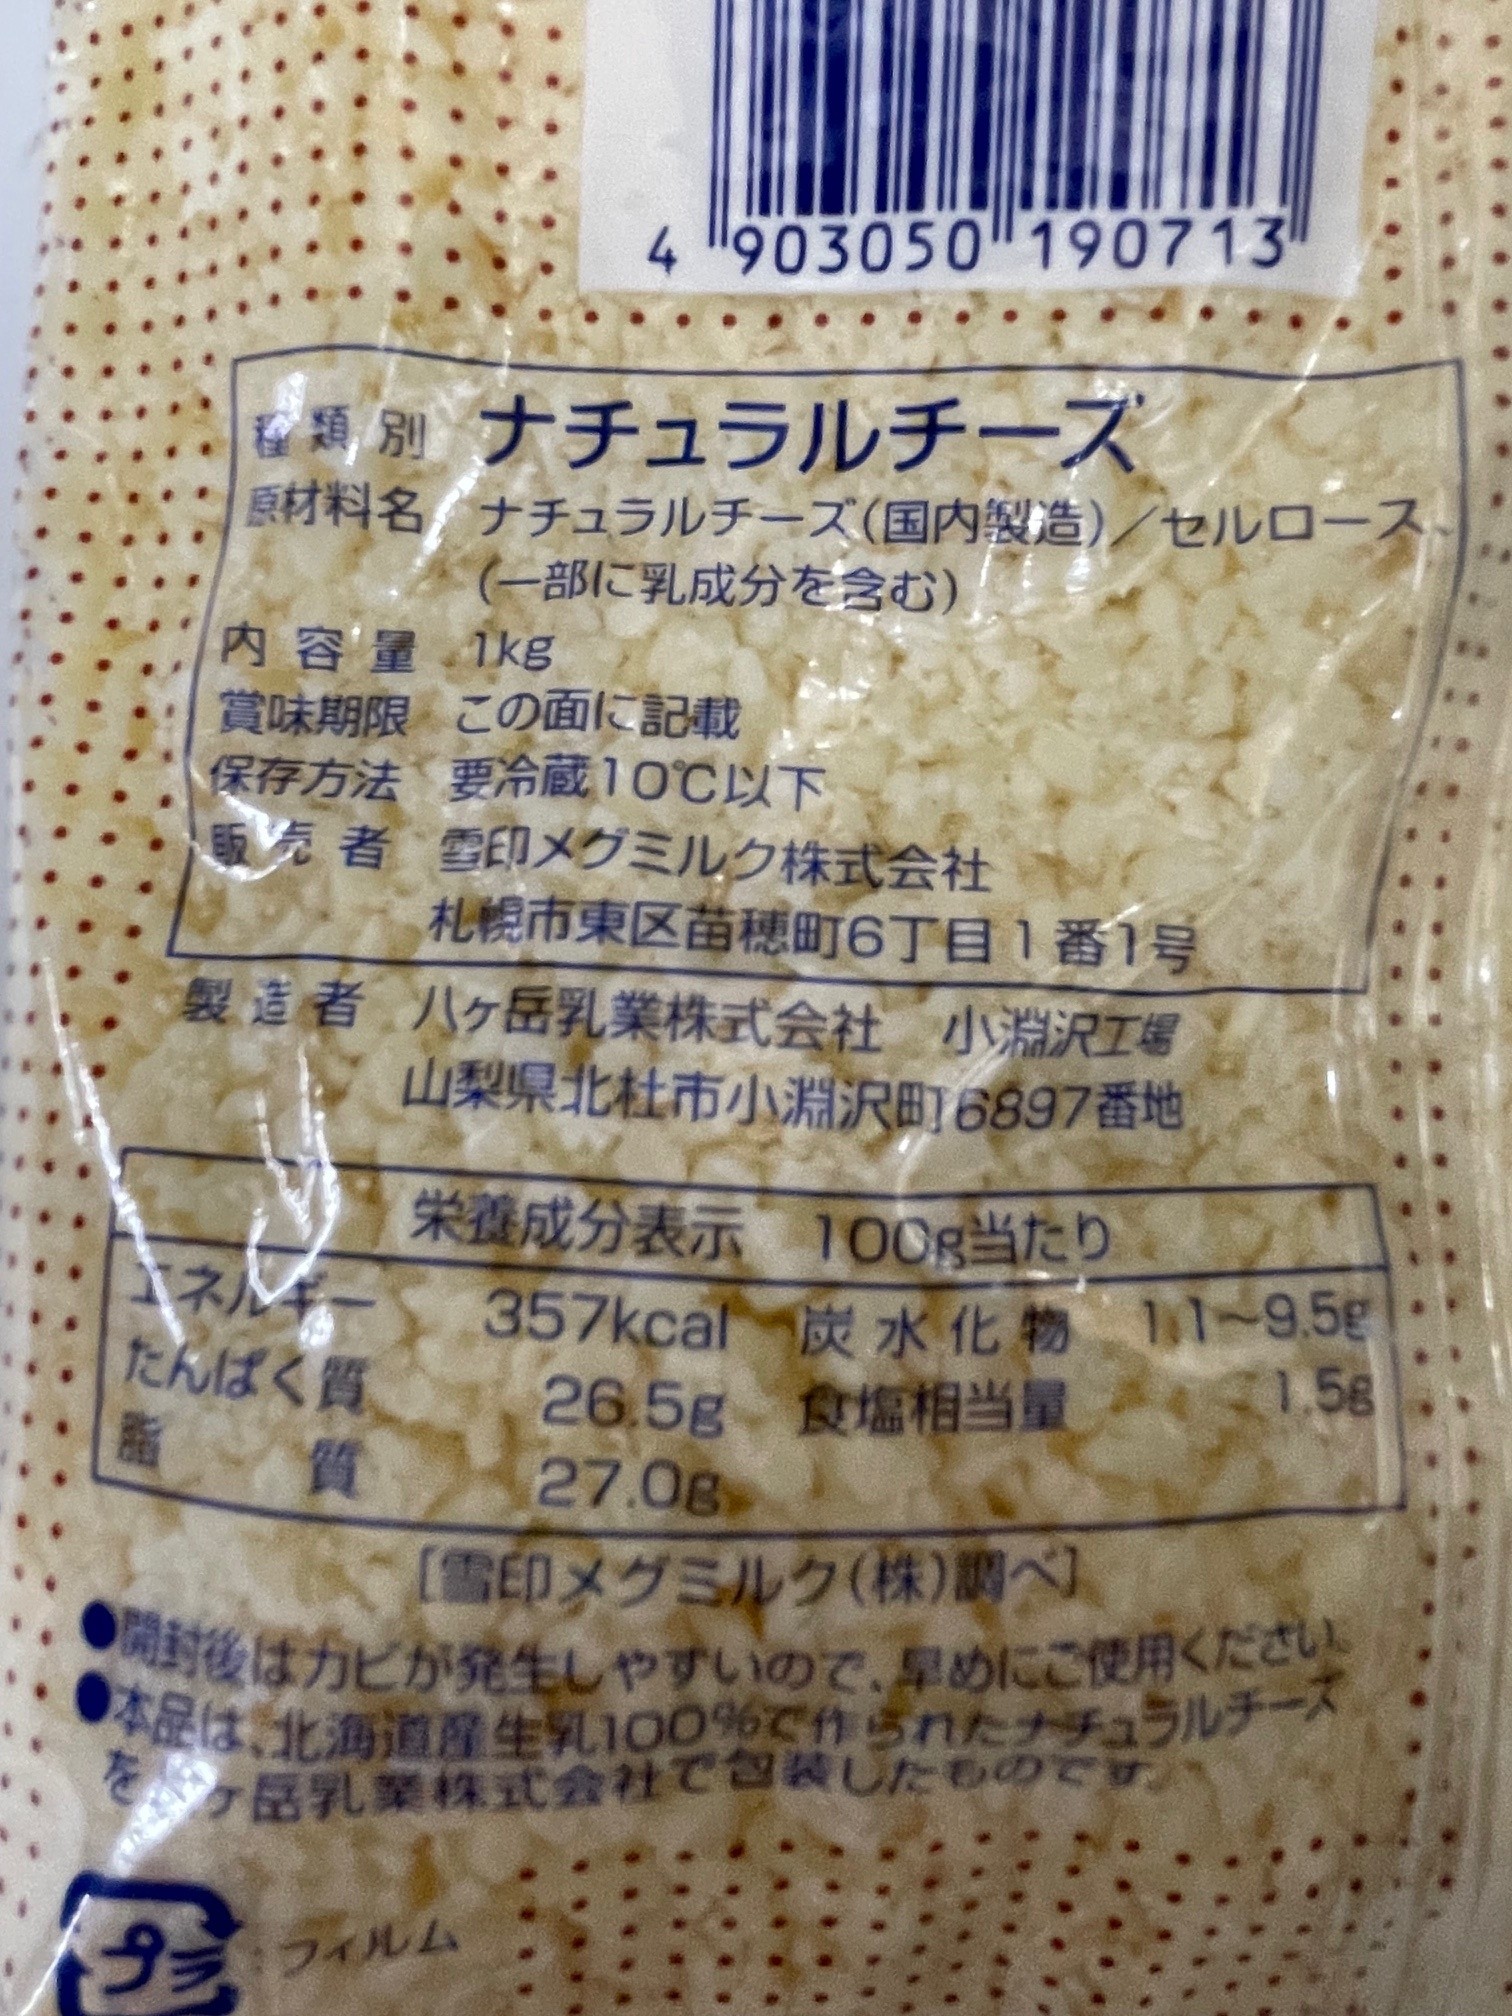 4 903050 190713
種類別 ナチュラルチーズ
原材料名 ナチュラルチーズ(国内製造)/セルロース、
(一部に乳成分を含む)
内容量 1kg
賞味期限 この面に記載
保存方法 要冷蔵10℃以下
販売者 雪印メグミルク株式会社
札幌市東区苗穂町6丁目1番1号
製造者 八ヶ岳乳業株式会社 小淵沢工場
山梨県北杜市小淵沢町6897番地
栄養成分表示 100g当たり
エネルギー 357kcal 炭水化物 1.1~9.5g
たんぱく質 26.5g 食塩相当量 1.5g
脂質 27.0g
[雪印メグミルク(株)調べ]
●開封後はカビが発生しやすいので、早めにご使用ください。
●本品は、北海道産生乳100%で作られたナチュラルチーズ
を八ヶ岳乳業株式会社で包装したものです。
プラ :フィルム